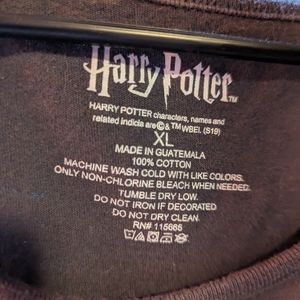 Harry Potter™
HARRY POTTER characters, names and
related indicia are © & ™ WBEI. (S19)
XL
MADE IN GUATEMALA
100% COTTON
MACHINE WASH COLD WITH LIKE COLORS.
ONLY NON-CHLORINE BLEACH WHEN NEEDED.
TUMBLE DRY LOW.
DO NOT IRON IF DECORATED
DO NOT DRY CLEAN.
RN# 115685